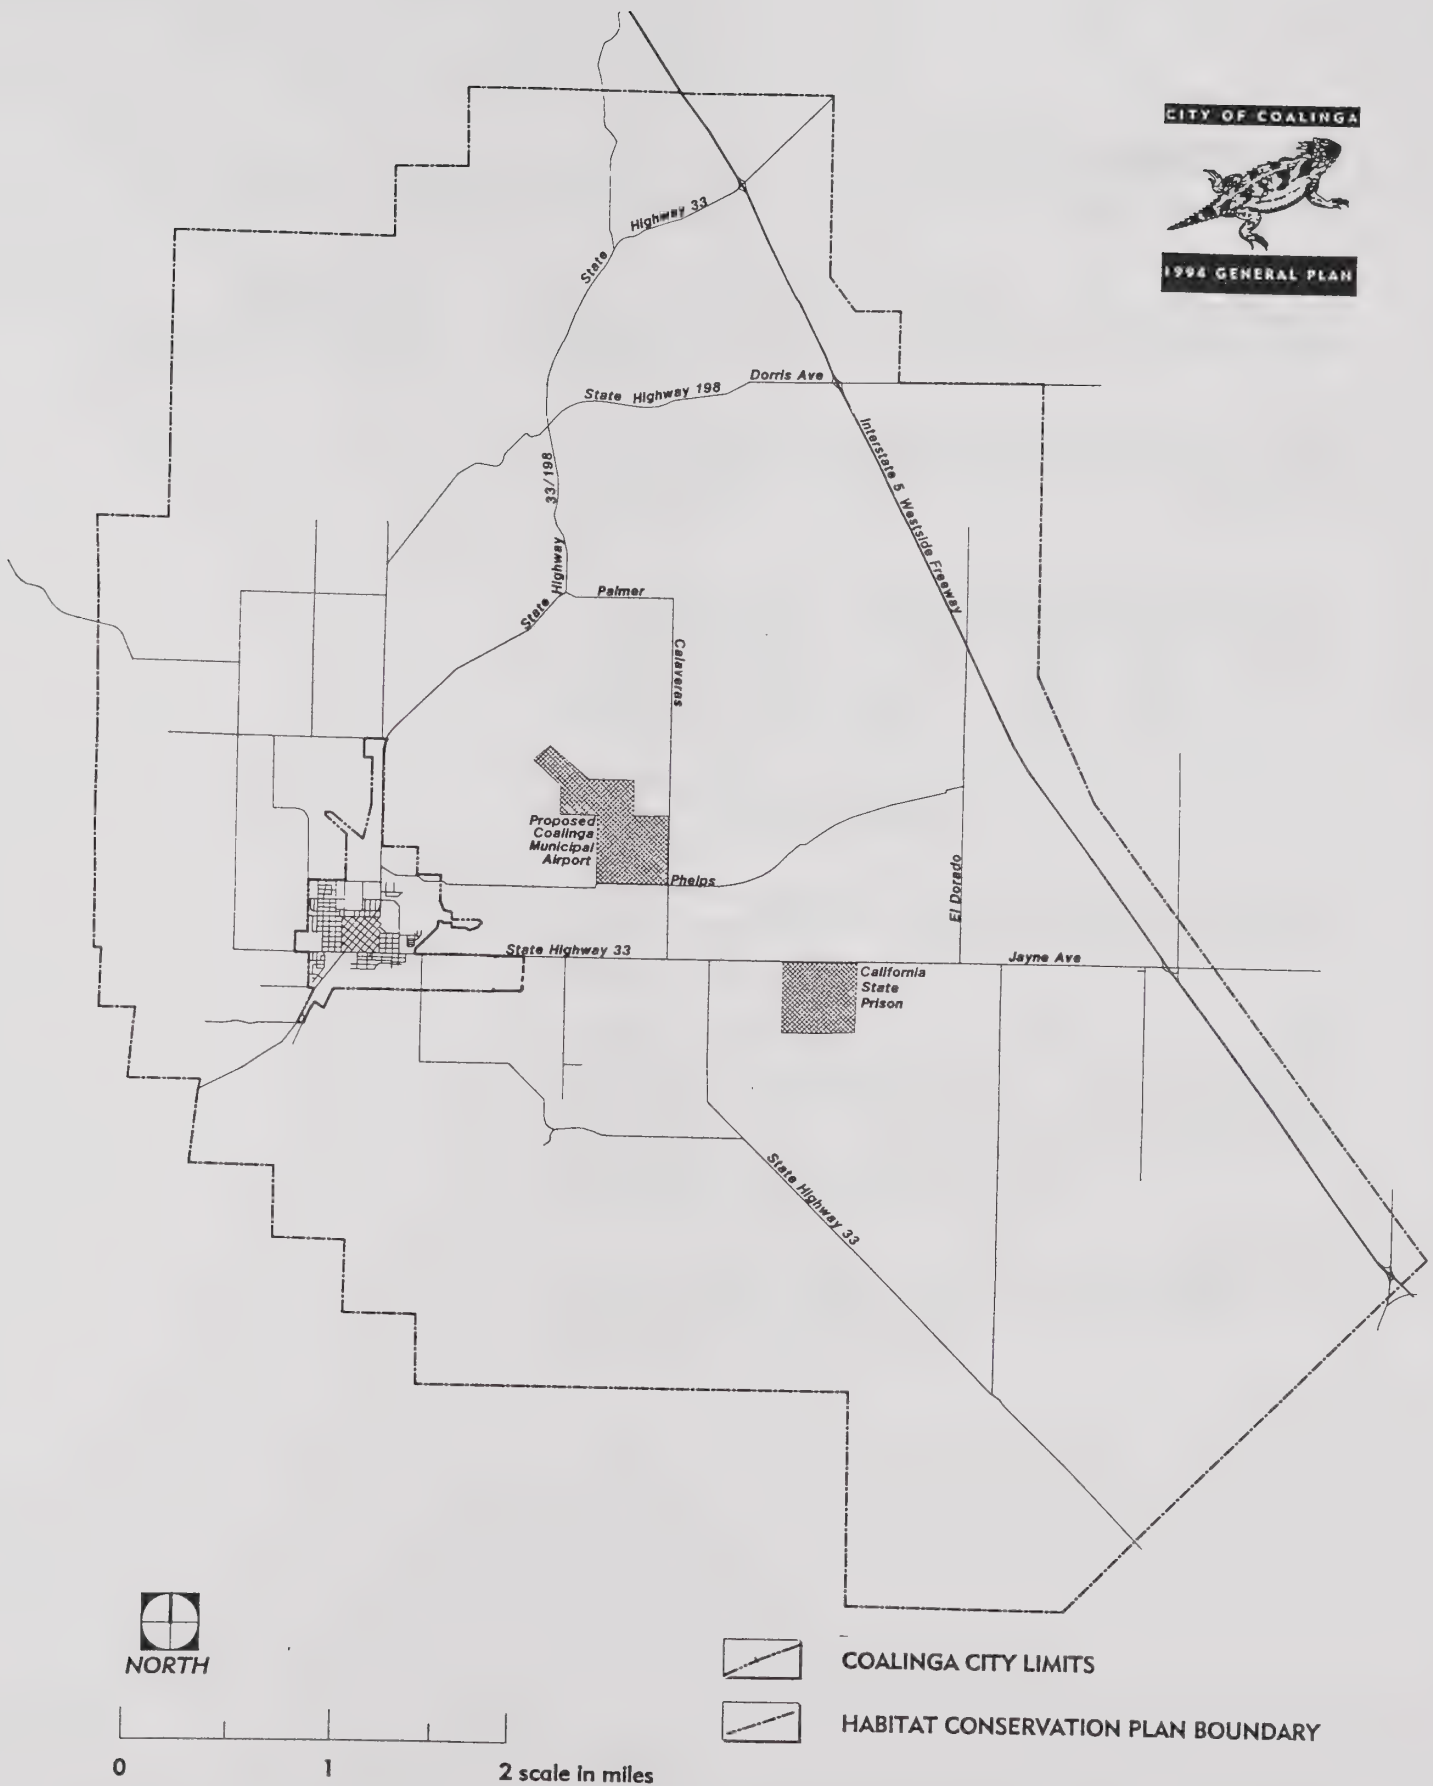 CITY OF COALINGA
1994 GENERAL PLAN
State Highway 33
State Highway 198
Dorris Ave
Interstate 5 Westside Freeway
33/198
State Highway
Palmer
Calaveras
Proposed
Coalinga
Municipal
Airport
Phelps
El Dorado
State Highway 33
Jayne Ave
California
State
Prison
State Highway 33
NORTH
COALINGA CITY LIMITS
HABITAT CONSERVATION PLAN BOUNDARY
0 1 2 scale in miles